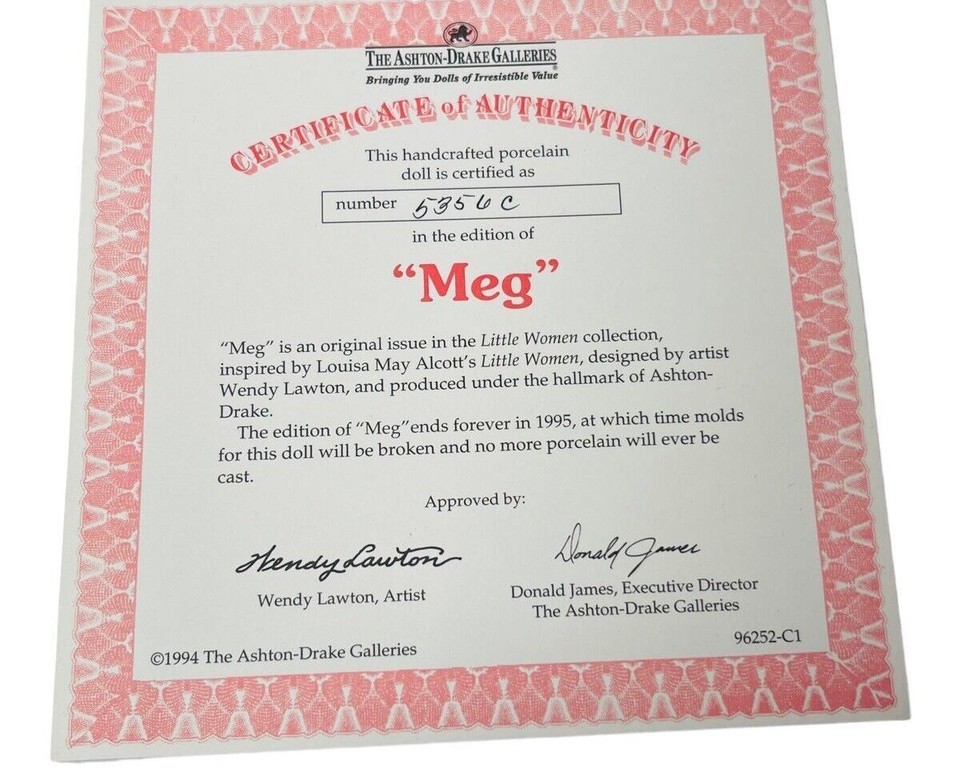 THE ASHTON-DRAKE GALLERIES
®
Bringing You Dolls of Irresistible Value
CERTIFICATE of AUTHENTICITY
This handcrafted porcelain
doll is certified as
number 5356C
in the edition of
“Meg”
“Meg” is an original issue in the Little Women collection,
inspired by Louisa May Alcott’s Little Women, designed by artist
Wendy Lawton, and produced under the hallmark of Ashton-
Drake.
The edition of “Meg”ends forever in 1995, at which time molds
for this doll will be broken and no more porcelain will ever be
cast.
Approved by:
Wendy Lawton
Donald James
Wendy Lawton, Artist
Donald James, Executive Director
The Ashton-Drake Galleries
©1994 The Ashton-Drake Galleries
96252-C1